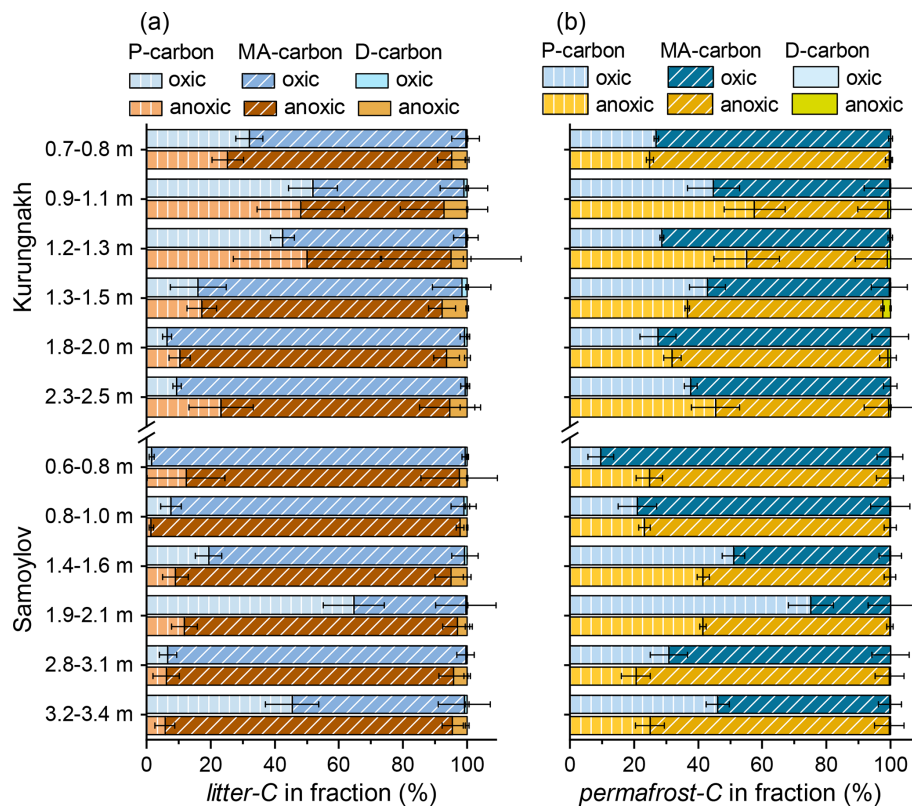 (a)
(b)
P-carbon MA-carbon D-carbon
oxic oxic oxic
anoxic anoxic anoxic
P-carbon MA-carbon D-carbon
oxic oxic oxic
anoxic anoxic anoxic
Kurungnakh
0.7-0.8 m
0.9-1.1 m
1.2-1.3 m
1.3-1.5 m
1.8-2.0 m
2.3-2.5 m
Samoylov
0.6-0.8 m
0.8-1.0 m
1.4-1.6 m
1.9-2.1 m
2.8-3.1 m
3.2-3.4 m
0 20 40 60 80 100
litter-C in fraction (%)
0 20 40 60 80 100
permafrost-C in fraction (%)